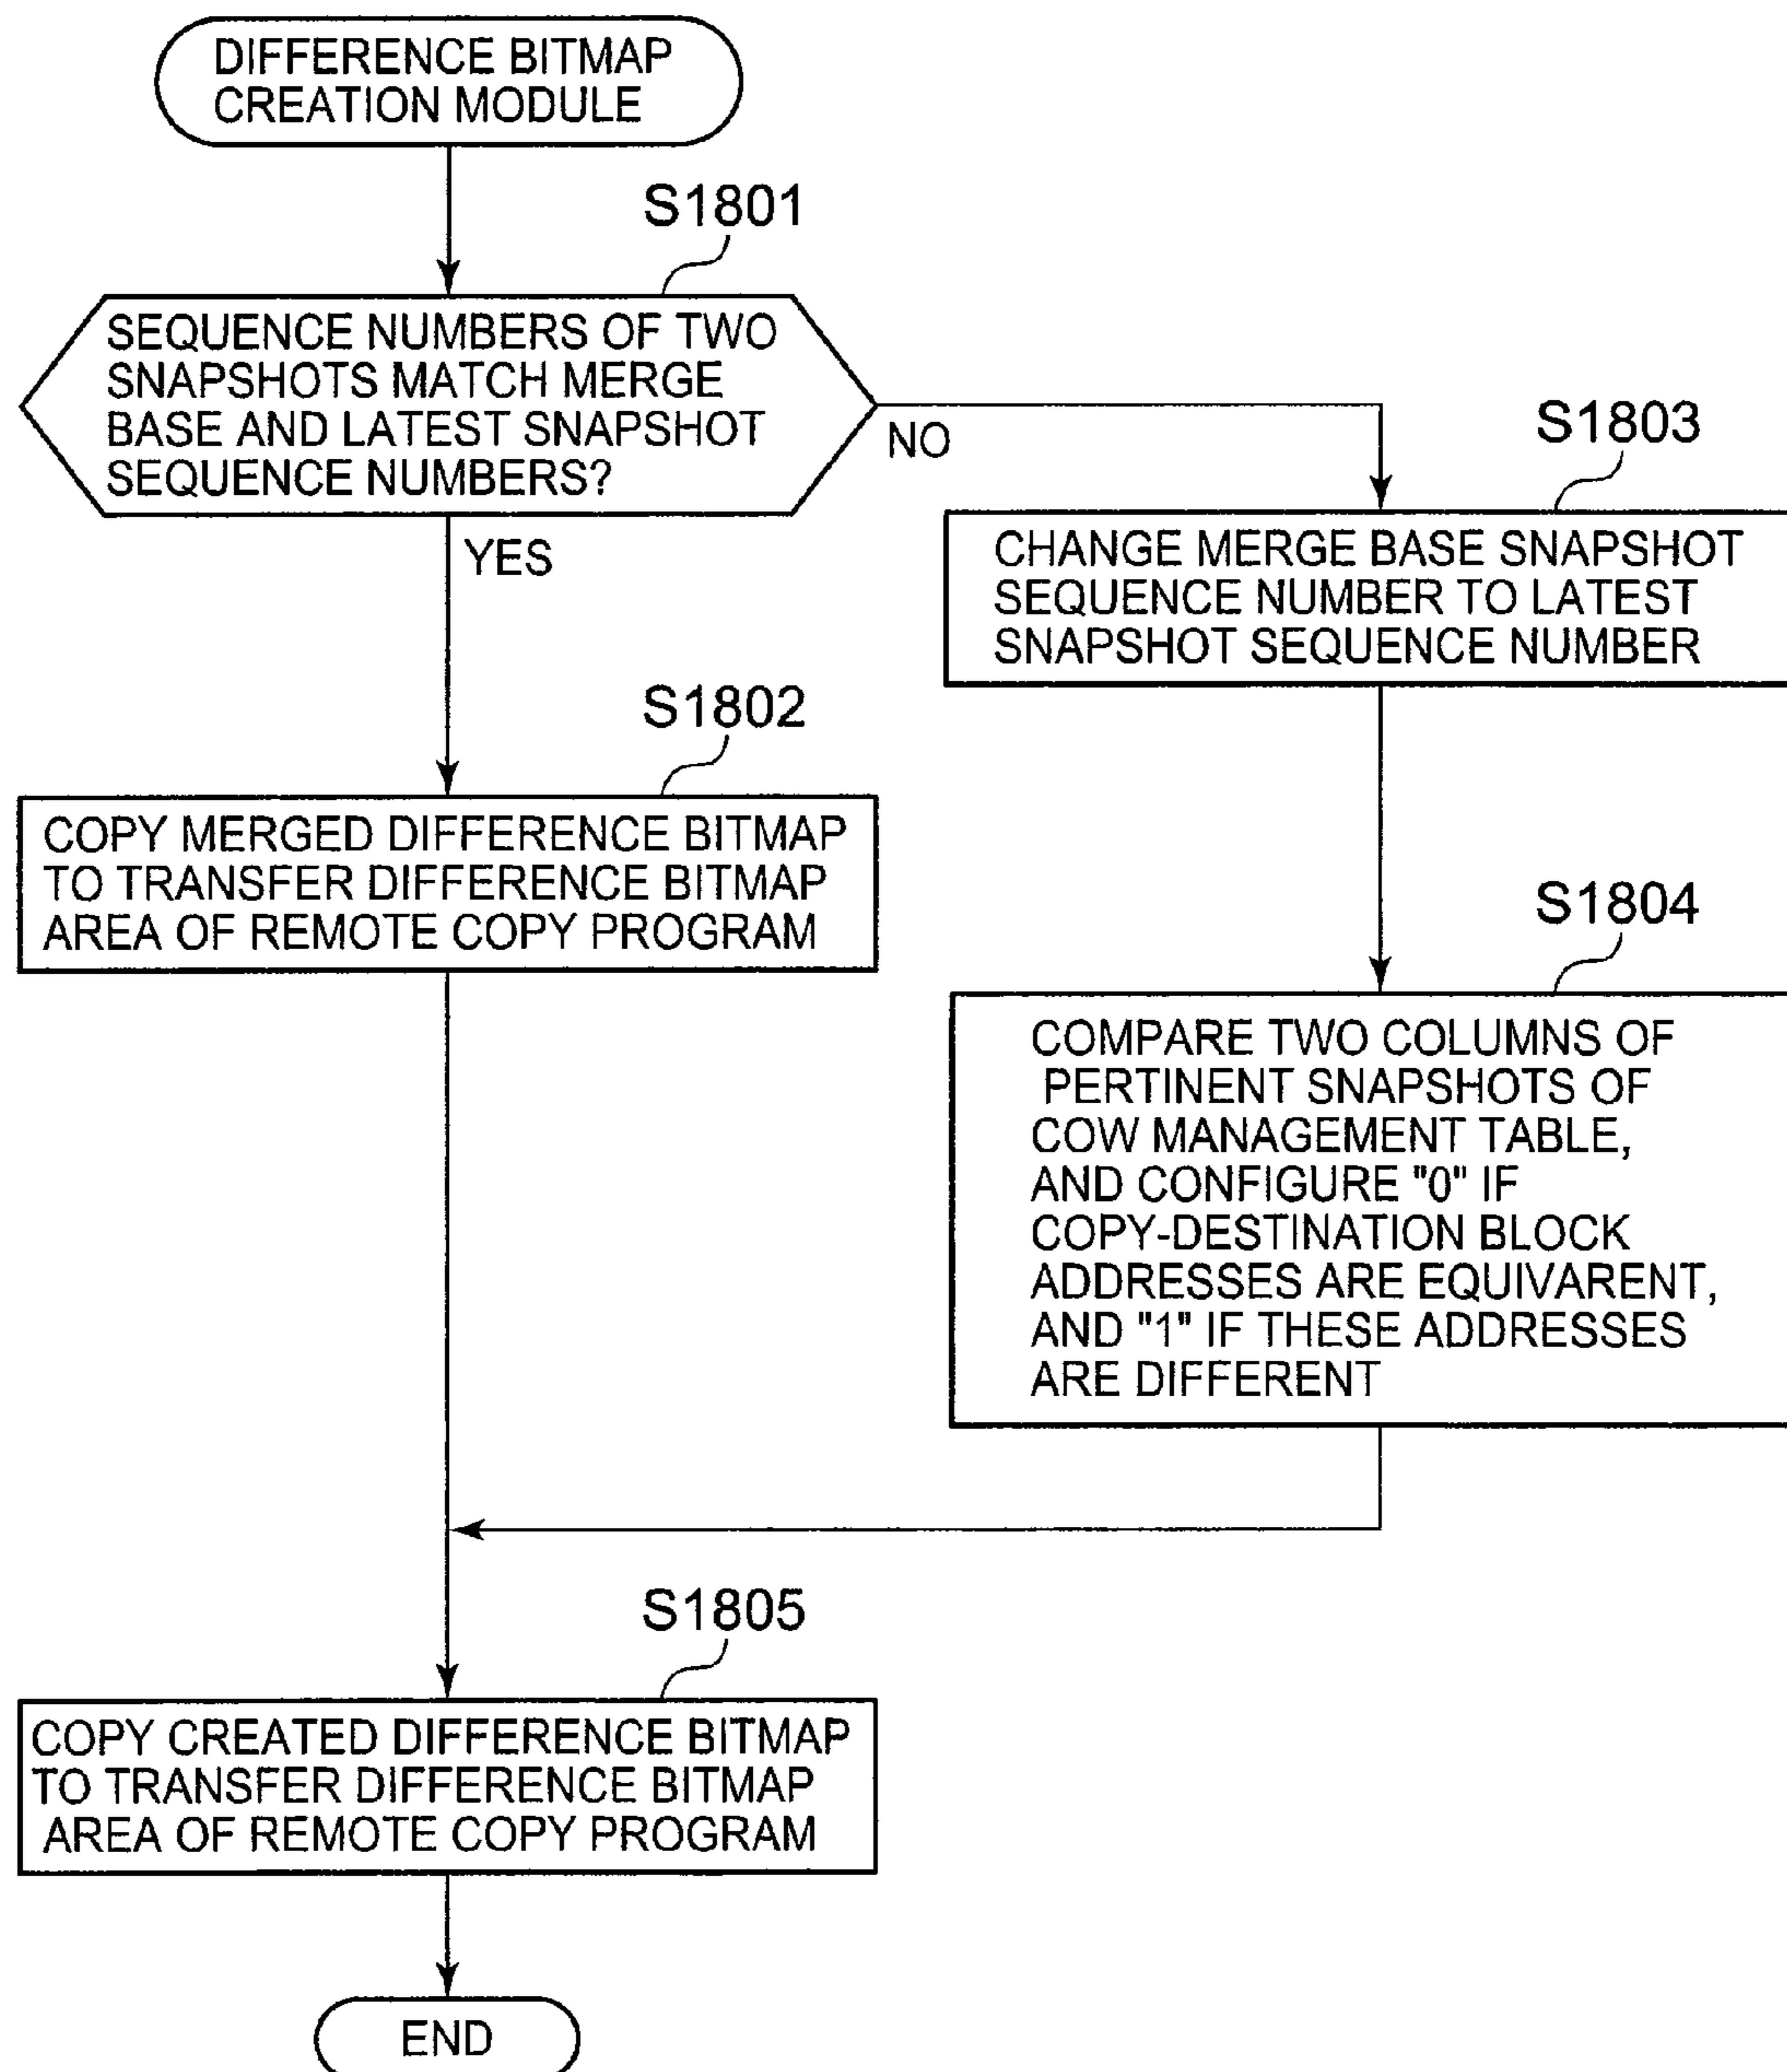 DIFFERENCE BITMAP
CREATION MODULE
S1801
SEQUENCE NUMBERS OF TWO
SNAPSHOTS MATCH MERGE
BASE AND LATEST SNAPSHOT
SEQUENCE NUMBERS?
NO
YES
S1803
CHANGE MERGE BASE SNAPSHOT
SEQUENCE NUMBER TO LATEST
SNAPSHOT SEQUENCE NUMBER
S1802
COPY MERGED DIFFERENCE BITMAP
TO TRANSFER DIFFERENCE BITMAP
AREA OF REMOTE COPY PROGRAM
S1804
COMPARE TWO COLUMNS OF
PERTINENT SNAPSHOTS OF
COW MANAGEMENT TABLE,
AND CONFIGURE "0" IF
COPY-DESTINATION BLOCK
ADDRESSES ARE EQUIVARENT,
AND "1" IF THESE ADDRESSES
ARE DIFFERENT
S1805
COPY CREATED DIFFERENCE BITMAP
TO TRANSFER DIFFERENCE BITMAP
AREA OF REMOTE COPY PROGRAM
END